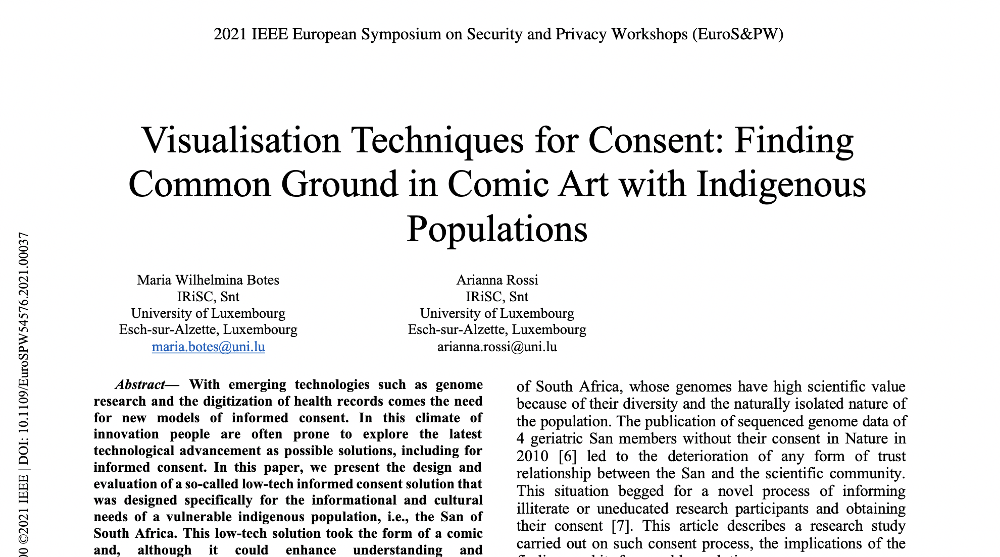 2021 IEEE European Symposium on Security and Privacy Workshops (EuroS&PW)
Visualisation Techniques for Consent: Finding
Common Ground in Comic Art with Indigenous
Populations
Maria Wilhelmina Botes
IRiSC, Snt
University of Luxembourg
Esch-sur-Alzette, Luxembourg
maria.botes@uni.lu
Arianna Rossi
IRiSC, Snt
University of Luxembourg
Esch-sur-Alzette, Luxembourg
arianna.rossi@uni.lu
Abstract— With emerging technologies such as genome
research and the digitization of health records comes the need
for new models of informed consent. In this climate of
innovation people are often prone to explore the latest
technological advancement as possible solutions, including for
informed consent. In this paper, we present the design and
evaluation of a so-called low-tech informed consent solution that
was designed specifically for the informational and cultural
needs of a vulnerable indigenous population, i.e., the San of
South Africa. This low-tech solution took the form of a comic
and, although it could enhance understanding and
of South Africa, whose genomes have high scientific value
because of their diversity and the naturally isolated nature of
the population. The publication of sequenced genome data of
4 geriatric San members without their consent in Nature in
2010 [6] led to the deterioration of any form of trust
relationship between the San and the scientific community.
This situation begged for a novel process of informing
illiterate or uneducated research participants and obtaining
their consent [7]. This article describes a research study
carried out on such consent process, the implications of the
00 ©2021 IEEE | DOI: 10.1109/EuroSPW54576.2021.00037